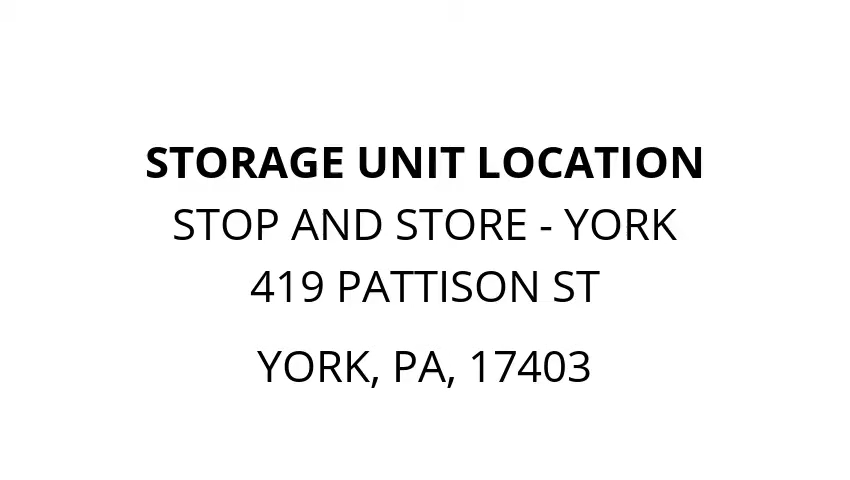 STORAGE UNIT LOCATION
STOP AND STORE - YORK
419 PATTISON ST
YORK, PA, 17403